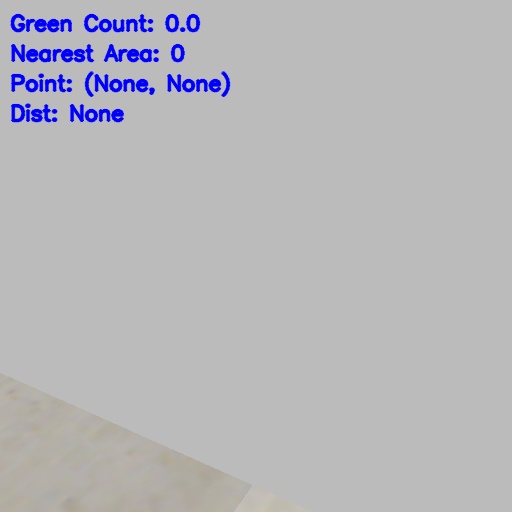 Green Count: 0.0
Nearest Area: 0
Point: (None, None)
Dist: None